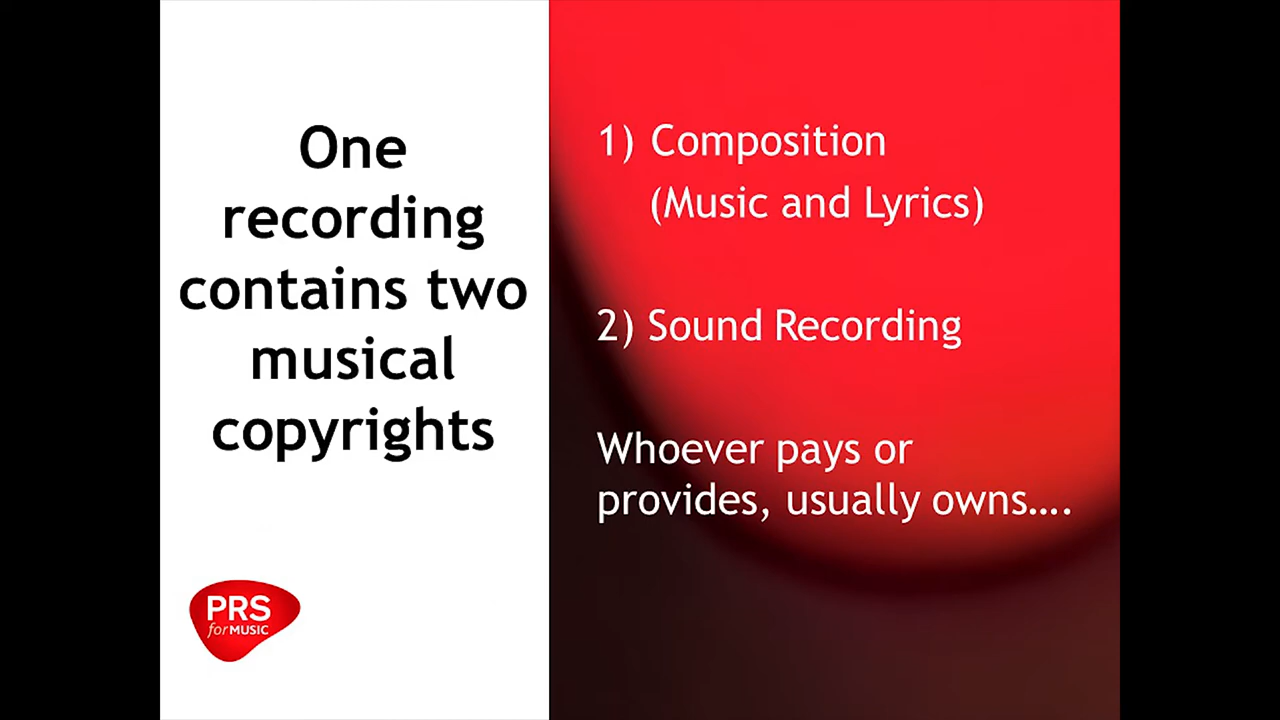 One
recording
contains two
musical
copyrights
PRS
for MUSIC
1) Composition
(Music and Lyrics)
2) Sound Recording
Whoever pays or
provides, usually owns....